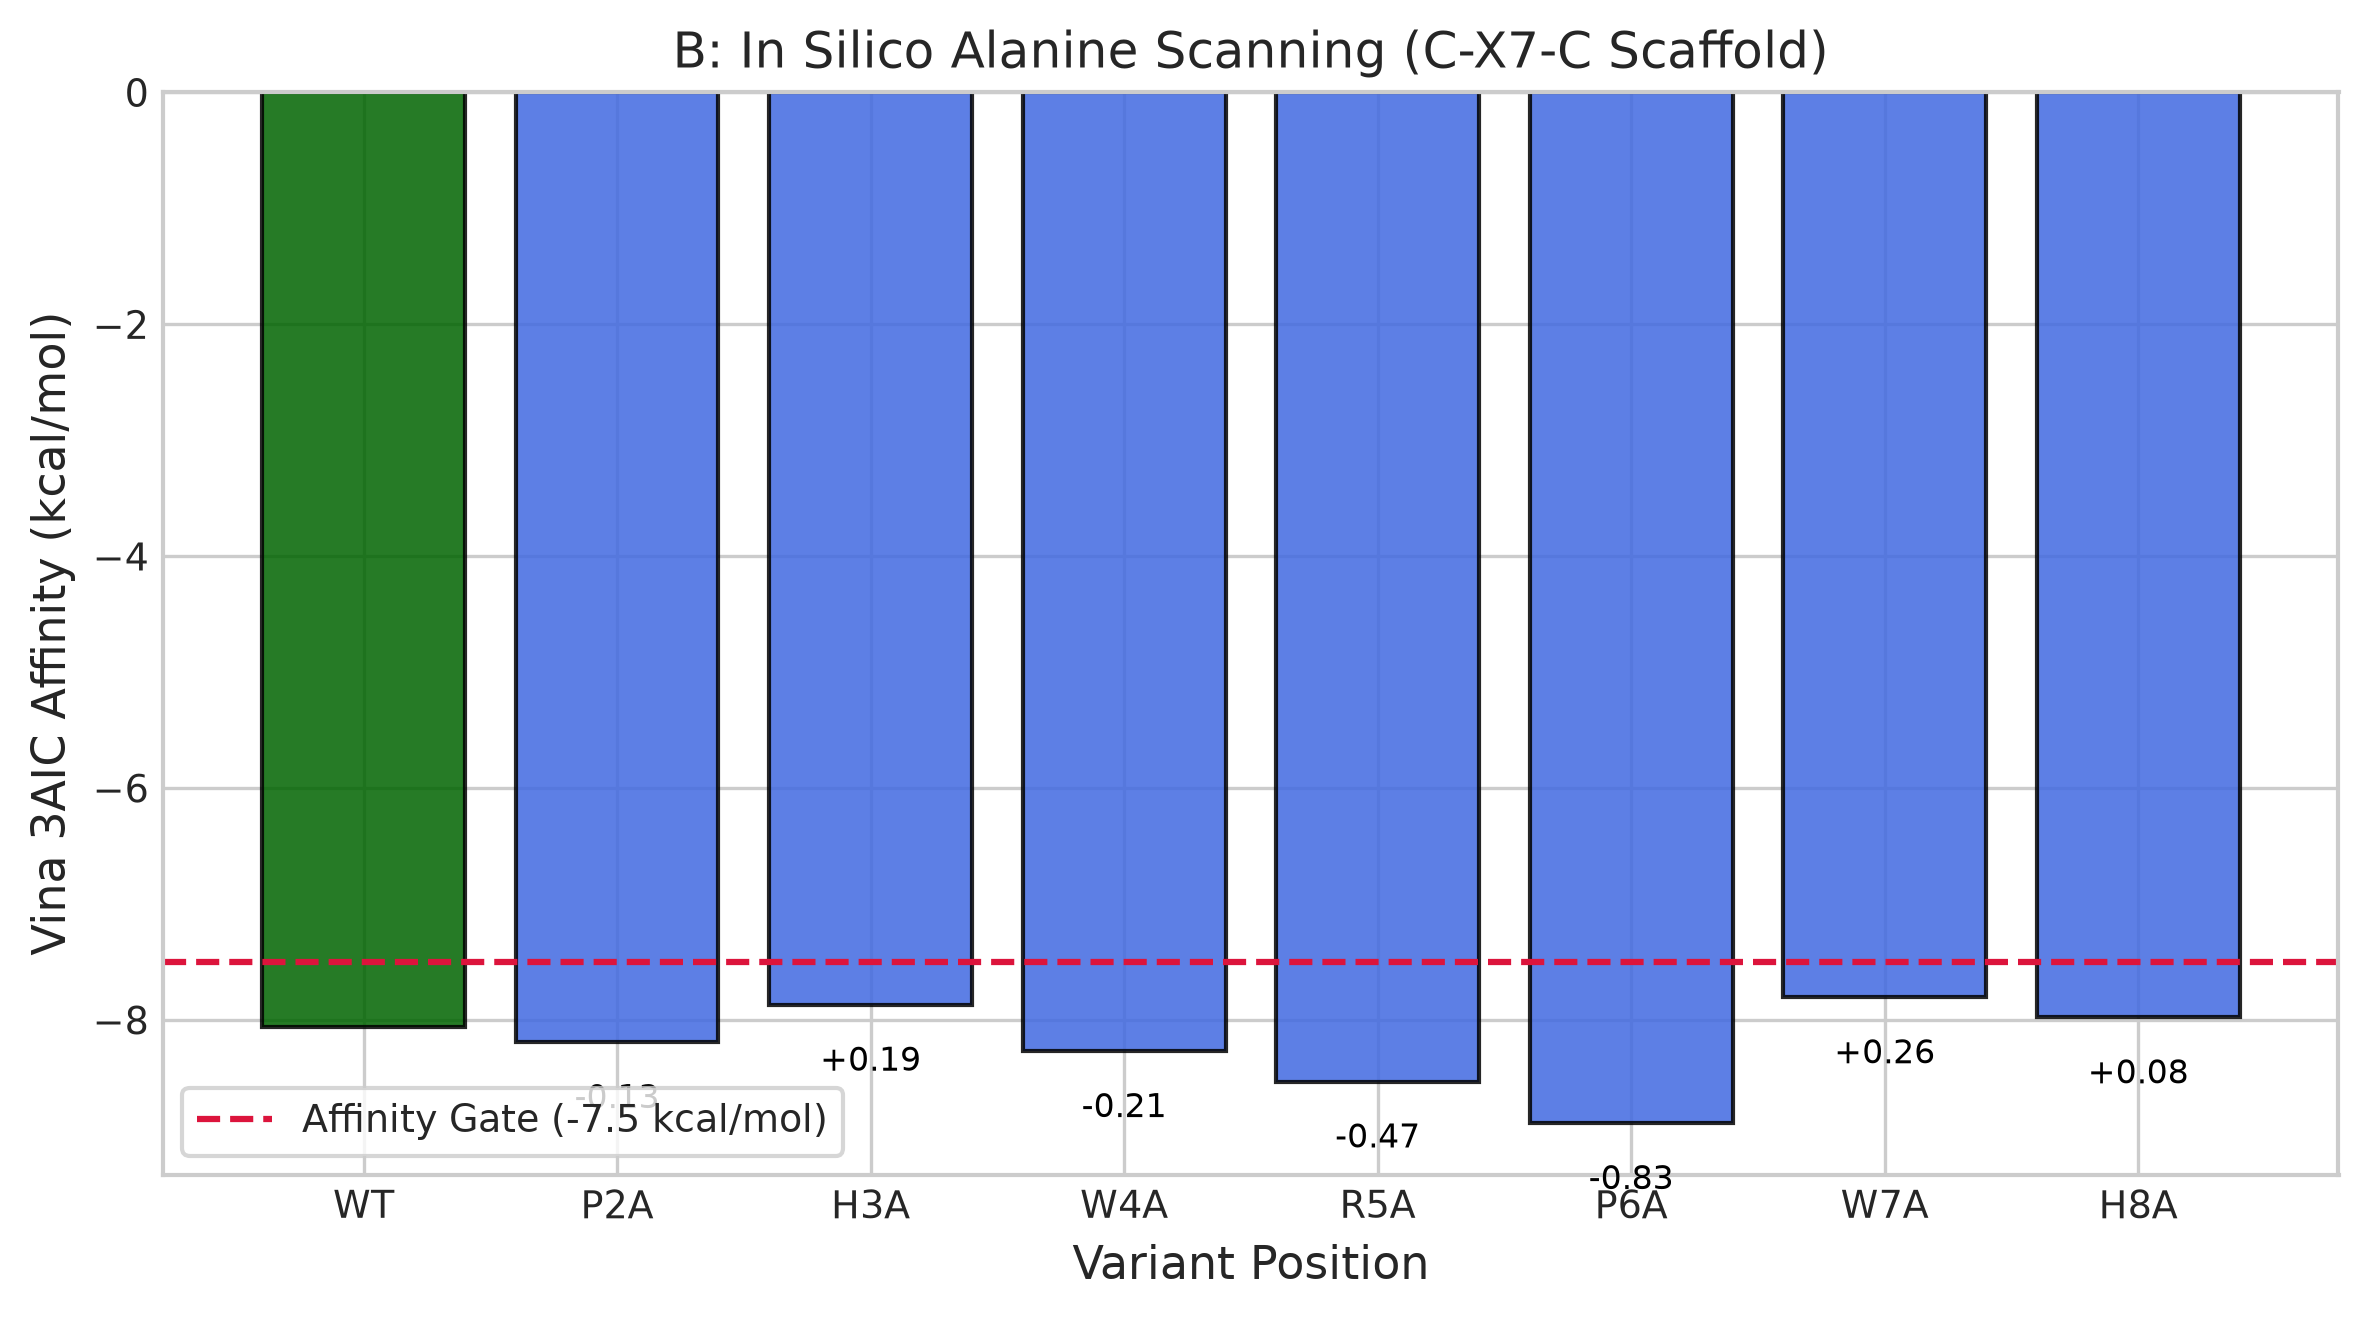 B: In Silico Alanine Scanning (C-X7-C Scaffold)
Vina 3AIC Affinity (kcal/mol)
0
−2
−4
−6
−8
-0.13
+0.19
-0.21
-0.47
-0.83
+0.26
+0.08
Affinity Gate (-7.5 kcal/mol)
WT P2A H3A W4A R5A P6A W7A H8A
Variant Position